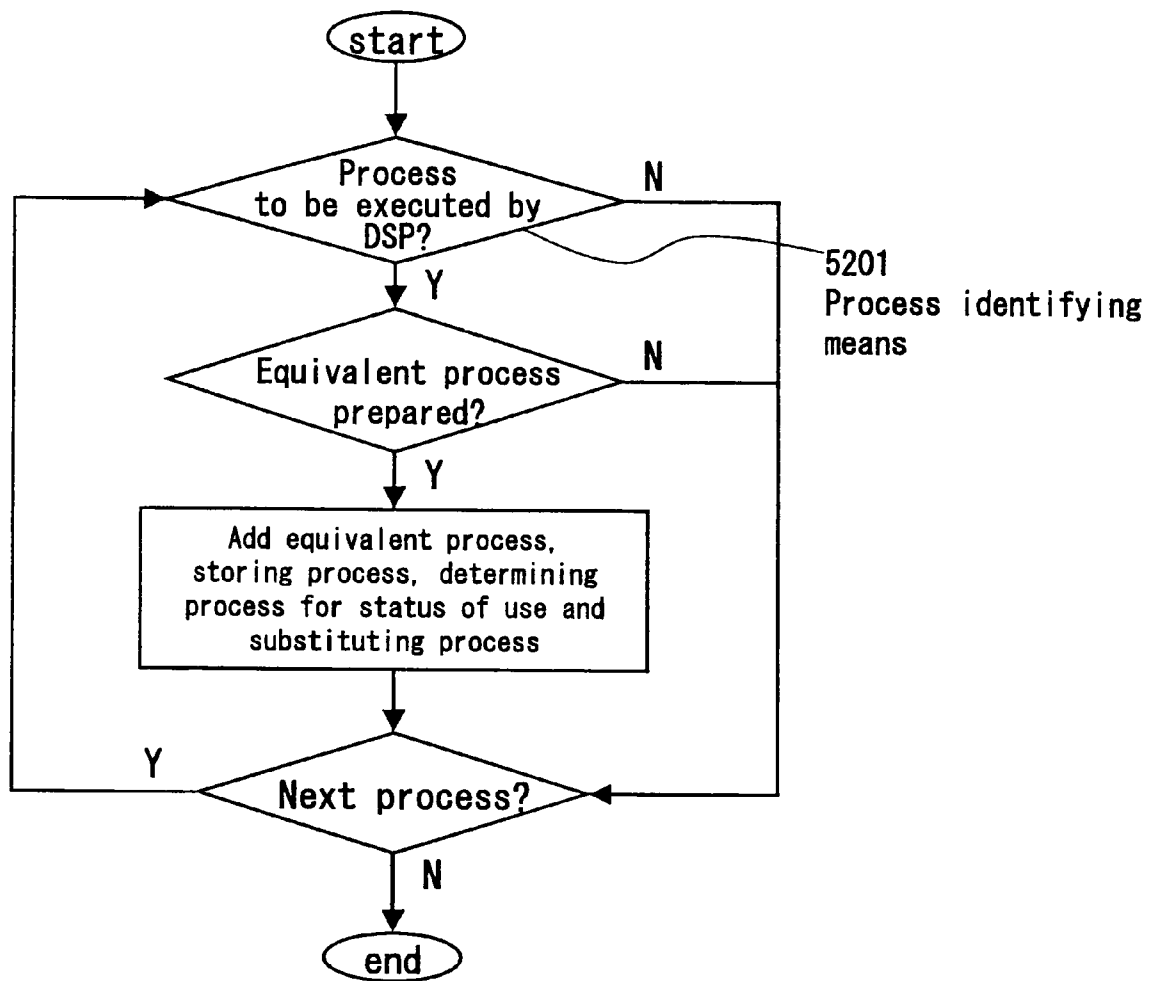 start
Process
to be executed by
DSP?
N
Y
5201
Process identifying
means
Equivalent process
prepared?
N
Y
Add equivalent process,
storing process, determining
process for status of use and
substituting process
Y
Next process?
N
end